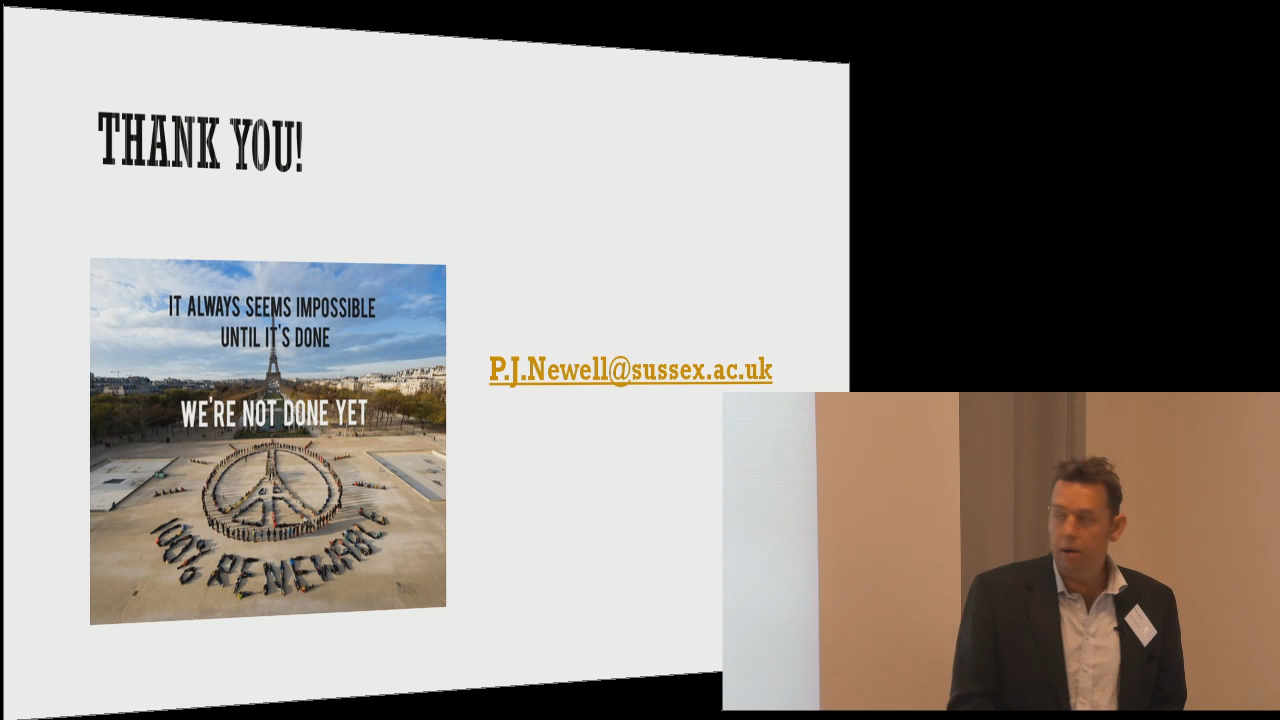 THANK YOU!
IT ALWAYS SEEMS IMPOSSIBLE
UNTIL IT'S DONE
WE'RE NOT DONE YET
100% RENEWABLE
P.J.Newell@sussex.ac.uk